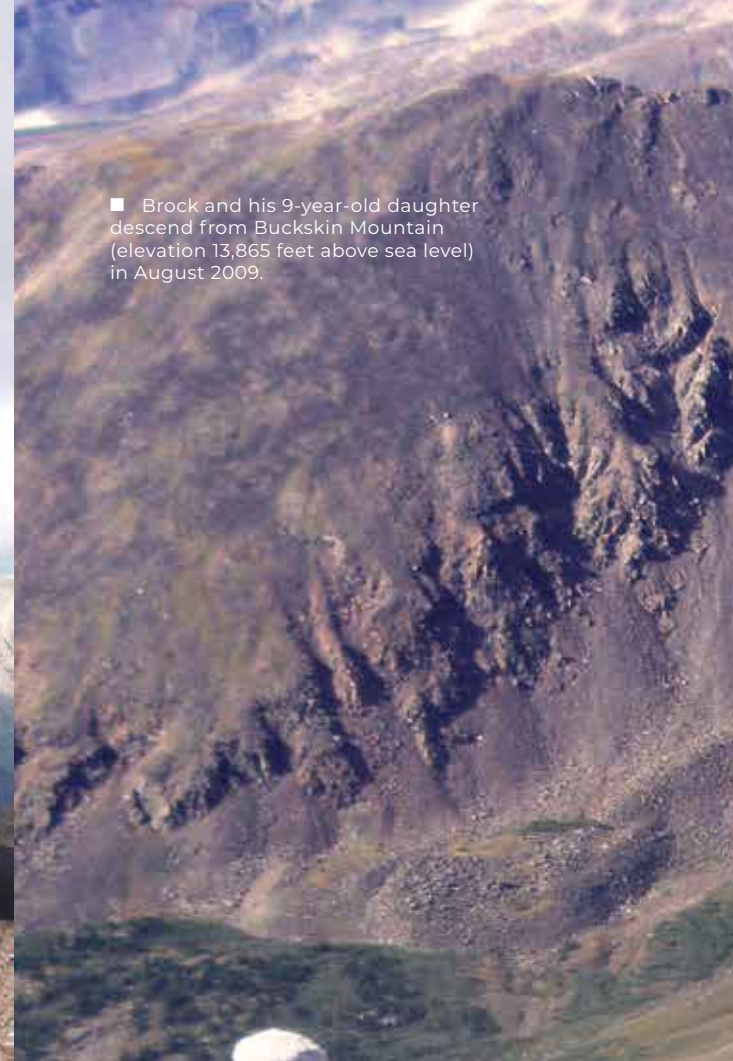 ■ Brock and his 9-year-old daughter
descend from Buckskin Mountain
(elevation 13,865 feet above sea level)
in August 2009.